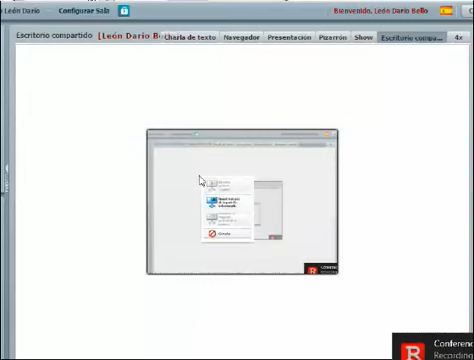 León Darío Configurar Sala Bienvenido, León Darío Bello
Escritorio compartido [León Darío B Charla de texto Navegador Presentación Pizarrón Show Escritorio compa... 4x
Conferenc
Recording